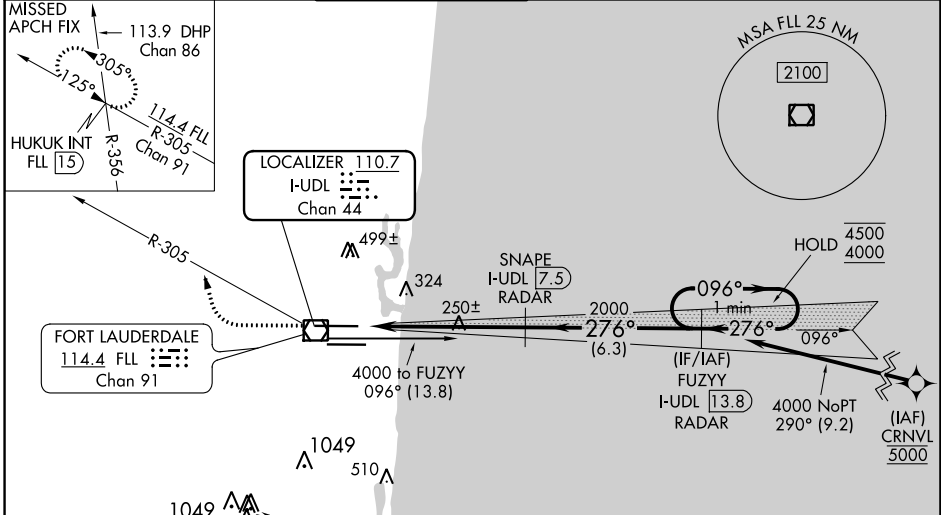 MISSED
APCH FIX
113.9 DHP
Chan 86
305°
125°
114.4 FLL
R-305
Chan 91
HUKUK INT
FLL 15
R-356
MSA FLL 25 NM
2100
LOCALIZER 110.7
I-UDL
Chan 44
R-305
499±
324
250±
SNAPE
I-UDL 7.5
RADAR
HOLD
4500
4000
096°
1 min
2000
276°
(6.3)
276°
096°
FORT LAUDERDALE
114.4 FLL
Chan 91
4000 to FUZYY
096° (13.8)
(IF/IAF)
FUZYY
I-UDL 13.8
RADAR
4000 NoPT
290° (9.2)
(IAF)
CRNVL
5000
1049
510
1049